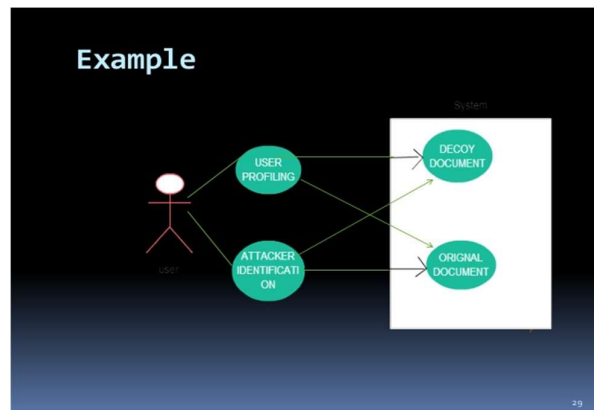 Example
System
USER
PROFILING
DECOY
DOCUMENT
user
ATTACKER
IDENTIFICATI
ON
ORIGNAL
DOCUMENT
29